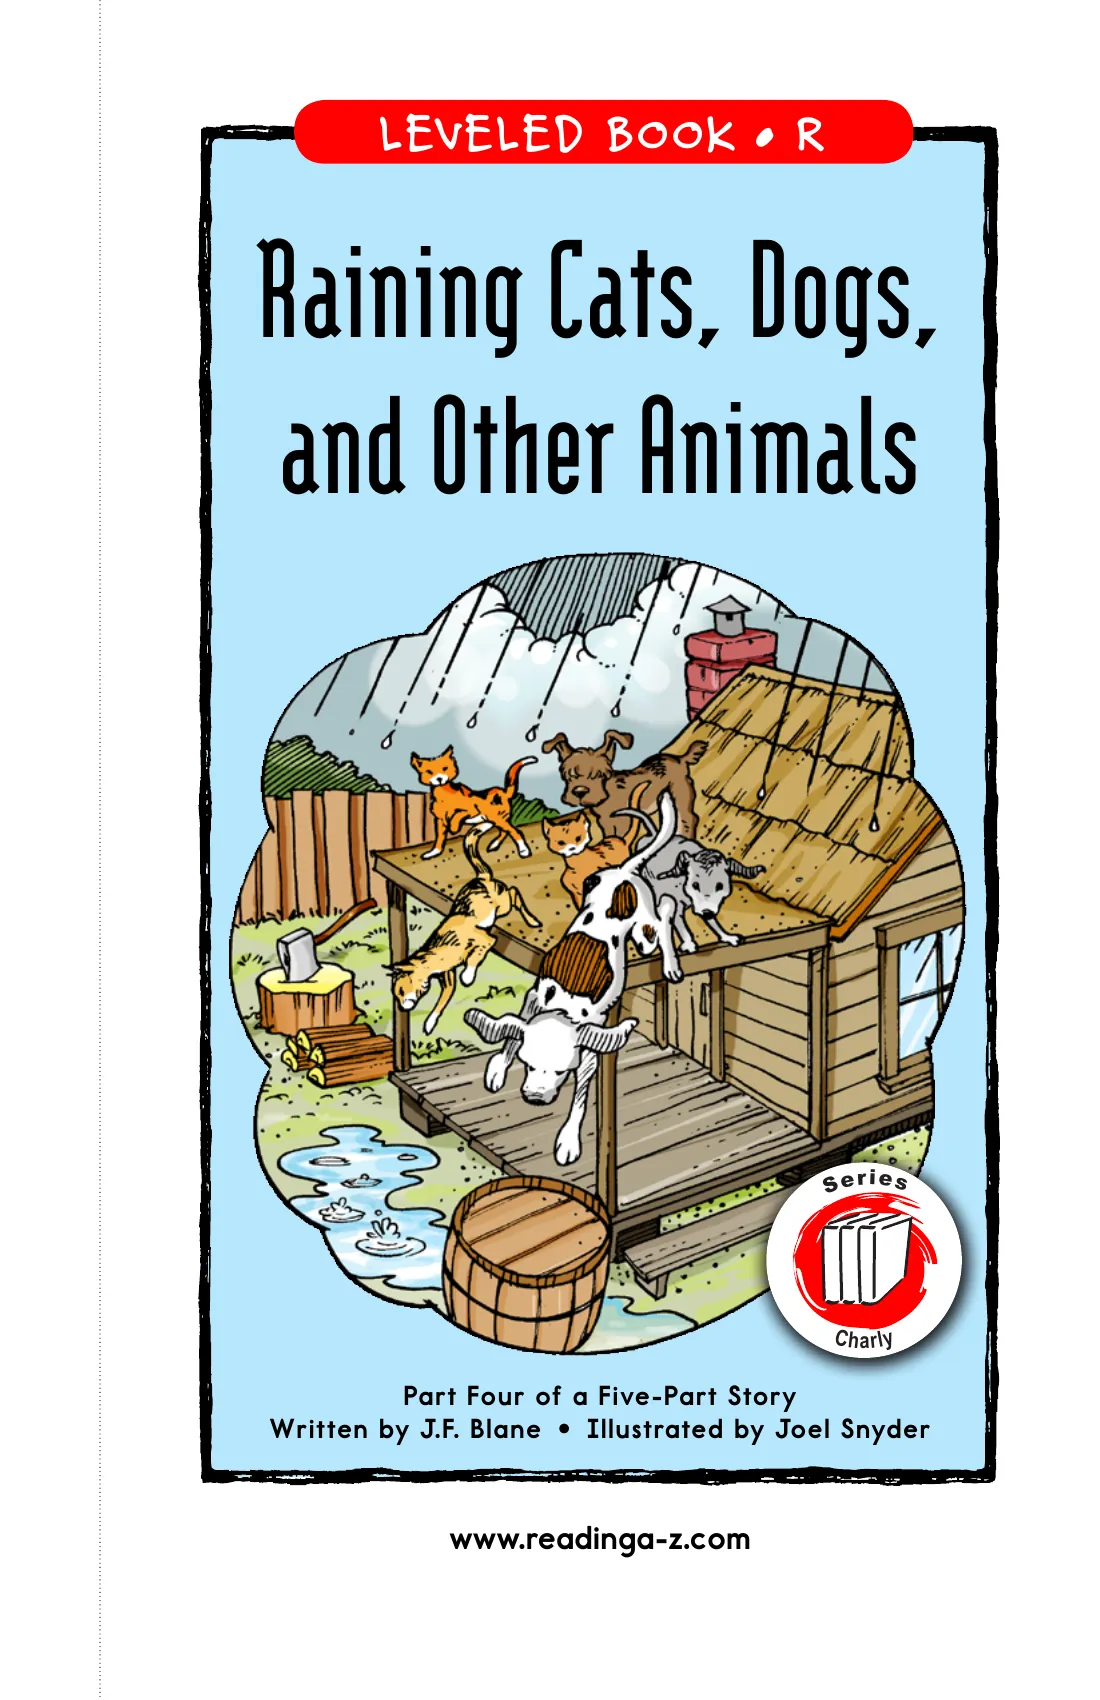 LEVELED BOOK • R
Raining Cats, Dogs,
and Other Animals
Series
Charly
Part Four of a Five-Part Story
Written by J.F. Blane • Illustrated by Joel Snyder
www.readinga-z.com